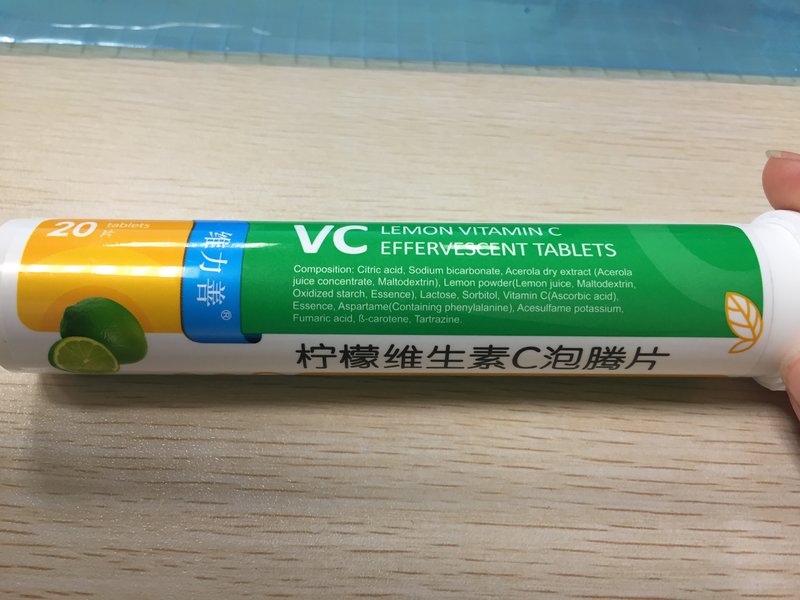 20 tablets
片
维力善®
VC LEMON VITAMIN C
EFFERVESCENT TABLETS
Composition: Citric acid, Sodium bicarbonate, Acerola dry extract (Acerola
juice concentrate, Maltodextrin), Lemon powder(Lemon juice, Maltodextrin,
Oxidized starch, Essence), Lactose, Sorbitol, Vitamin C(Ascorbic acid),
Essence, Aspartame(Containing phenylalanine), Acesulfame potassium,
Fumaric acid, ß-carotene, Tartrazine.
柠檬维生素C泡腾片